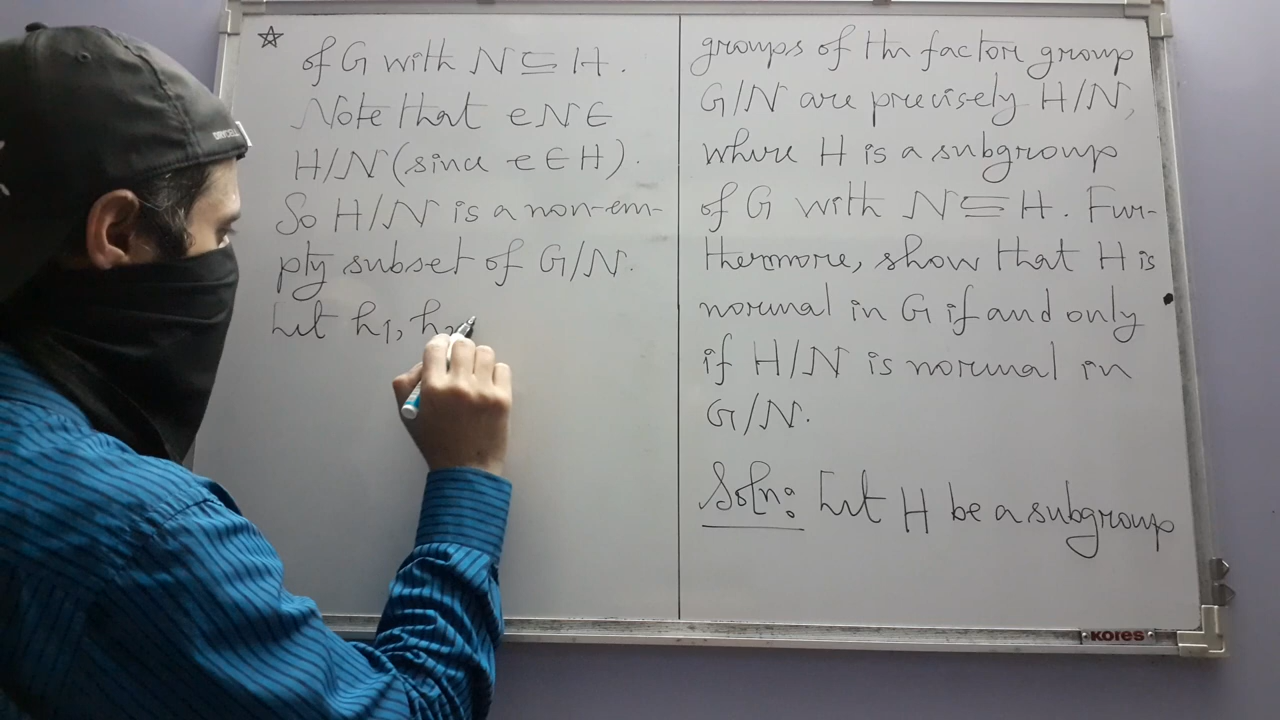 of G with N ⊆ H.
Note that eN ∈
H/N (since e ∈ H).
So H/N is a non-em-
pty subset of G/N.
Let h1, h2
groups of the factor group
G/N are precisely H/N,
where H is a subgroup
of G with N ⊆ H. Fur-
thermore, show that H is
normal in G if and only
if H/N is normal in
G/N.
Soln: Let H be a subgroup
KORES